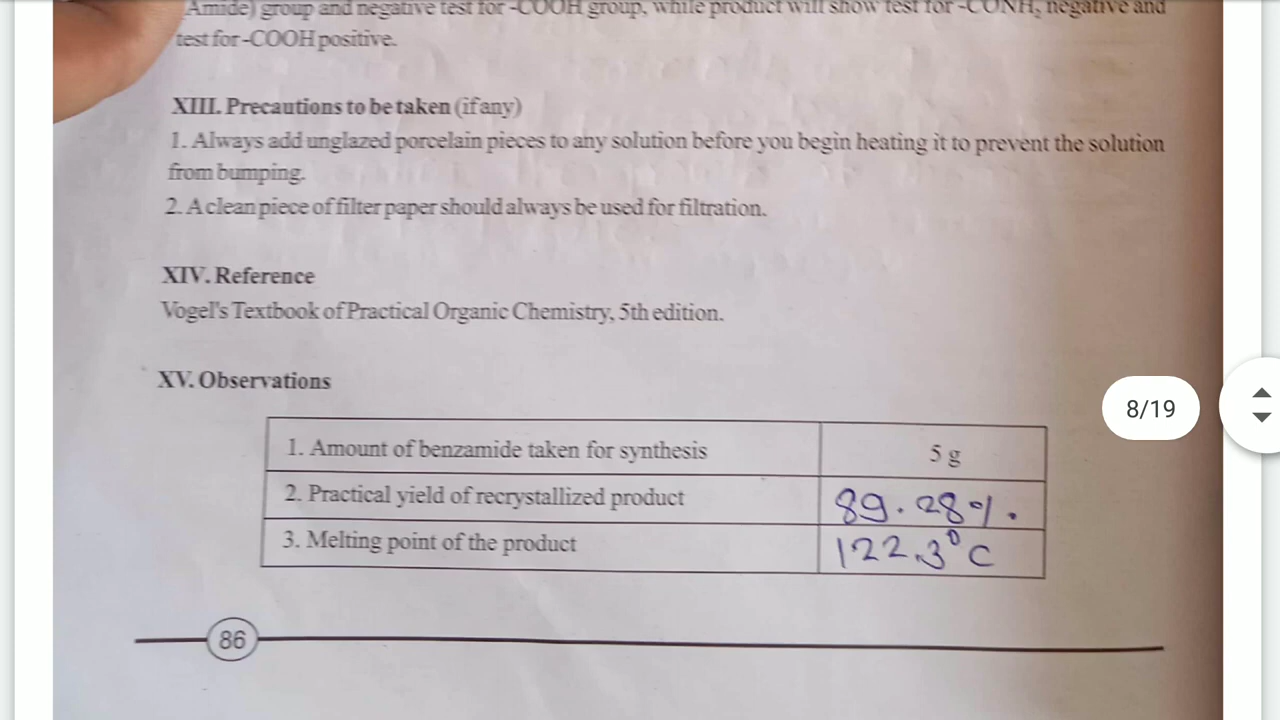 Amide) group and negative test for -COOH group, while product will show test for -CONH₂ negative and
test for -COOH positive.
XIII. Precautions to be taken (if any)
1. Always add unglazed porcelain pieces to any solution before you begin heating it to prevent the solution
from bumping.
2. A clean piece of filter paper should always be used for filtration.
XIV. Reference
Vogel's Textbook of Practical Organic Chemistry, 5th edition.
XV. Observations
8/19
1. Amount of benzamide taken for synthesis 5 g
2. Practical yield of recrystallized product 89.28%.
3. Melting point of the product 122.3°C
86